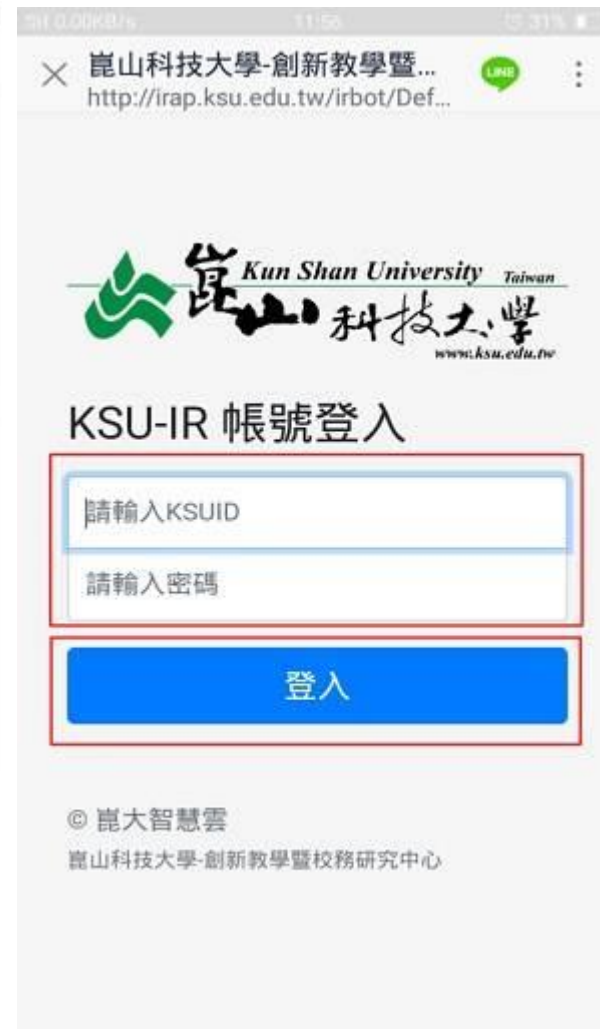 11:56
31%
崑山科技大學-創新教學暨...
LINE
http://irap.ksu.edu.tw/irbot/Def...
Kun Shan University Taiwan
崑山科技大學
www.ksu.edu.tw
KSU-IR 帳號登入
請輸入KSUID
請輸入密碼
登入
© 崑大智慧雲
崑山科技大學-創新教學暨校務研究中心